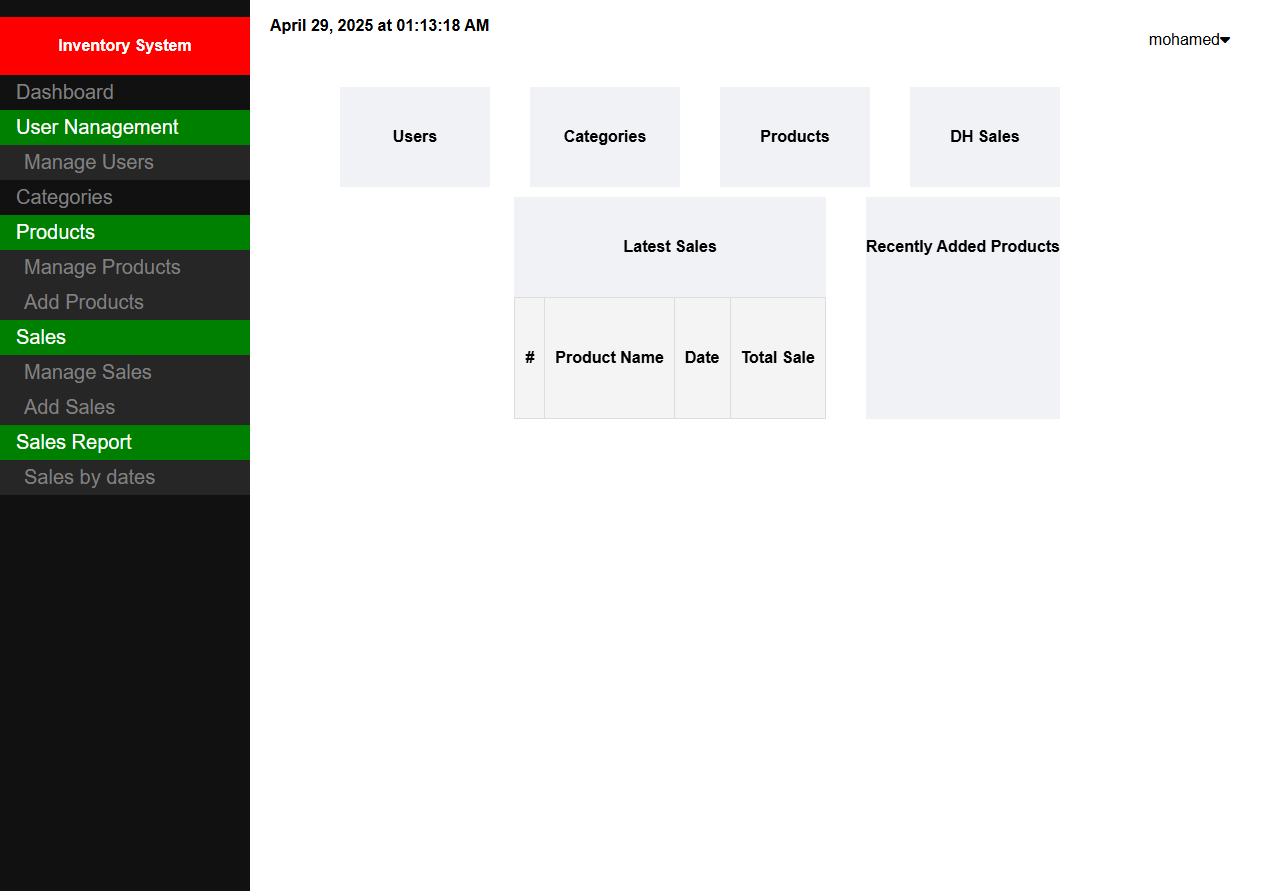 Inventory System
Dashboard
User Nanagement
Manage Users
Categories
Products
Manage Products
Add Products
Sales
Manage Sales
Add Sales
Sales Report
Sales by dates
April 29, 2025 at 01:13:18 AM
mohamed
Users
Categories
Products
DH Sales
Latest Sales
# Product Name Date Total Sale
Recently Added Products